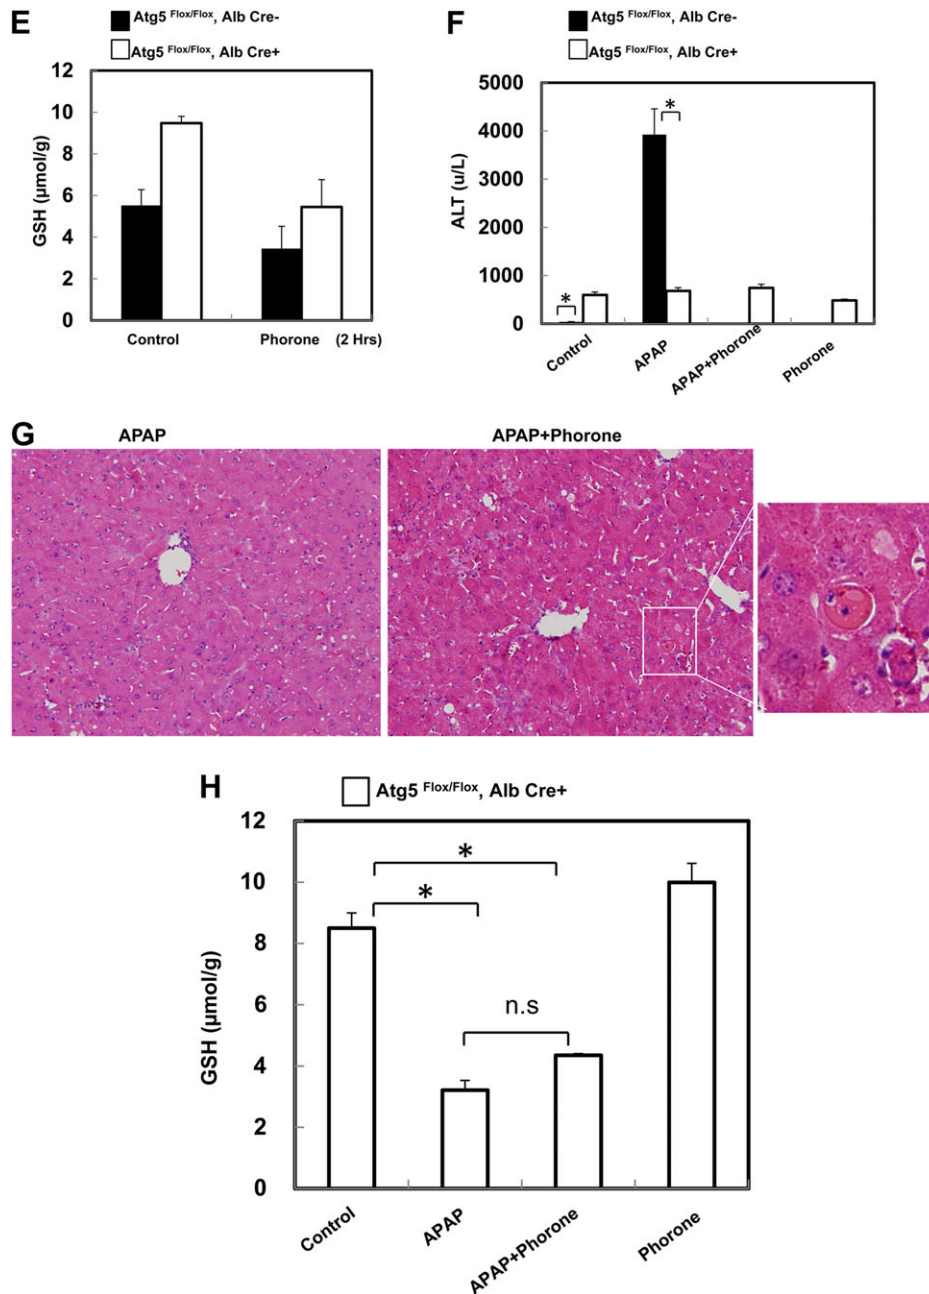 E
Atg5 Flox/Flox, Alb Cre-
Atg5 Flox/Flox, Alb Cre+
12
10
8
6
4
2
0
GSH (µmol/g)
Control
Phorone (2 Hrs)
F
Atg5 Flox/Flox, Alb Cre-
Atg5 Flox/Flox, Alb Cre+
5000
4000
3000
2000
1000
0
ALT (u/L)
*
*
Control
APAP
APAP+Phorone
Phorone
G
APAP
APAP+Phorone
H
Atg5 Flox/Flox, Alb Cre+
12
10
8
6
4
2
0
GSH (µmol/g)
*
*
n.s
Control
APAP
APAP+Phorone
Phorone